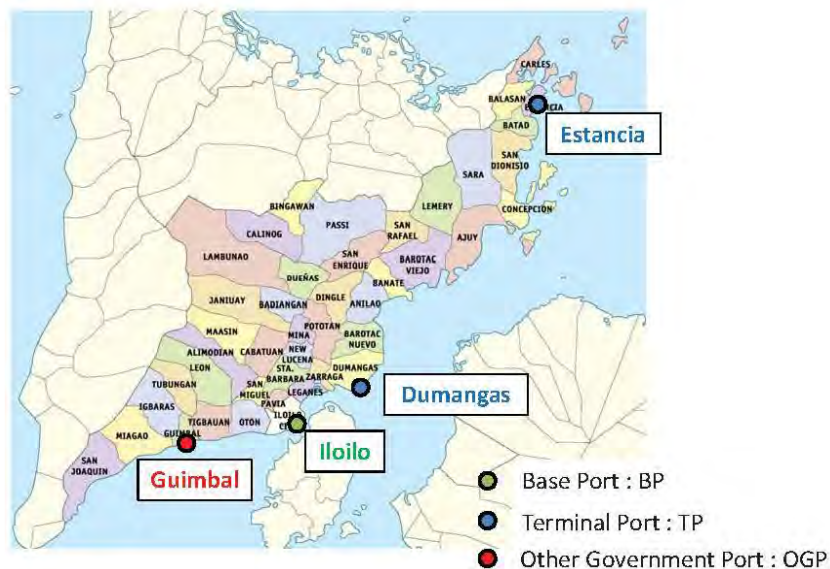 CARLES
BALASAN
CIA
BATAD
Estancia
SAN
DIONISIO
SARA
BINGAWAN
LEMERY
CONCEPCION
CALINOG
PASSI
SAN
RAFAEL
AJUY
LAMBUNAO
SAN
ENRIQUE
BAROTAC
VIEJO
DUEÑAS
BANATE
JANIUAY
DINGLE
BADIANGAN
ANILAO
MAASIN
POTOTAN
MINA
BAROTAC
NUEVO
ALIMODIAN
CABATUAN
NEW
LUCENA
LEON
STA.
BARBARA
ZARRAGA
DUMANGAS
TUBUNGAN
SAN
MIGUEL
LEGANES
Dumangas
IGBARAS
PAVIA
TIGBAUAN
OTON
ILOILO
MIAGAO
GUIMBAL
SAN
JOAQUIN
Guimbal
Iloilo
Base Port : BP
Terminal Port : TP
Other Government Port : OGP